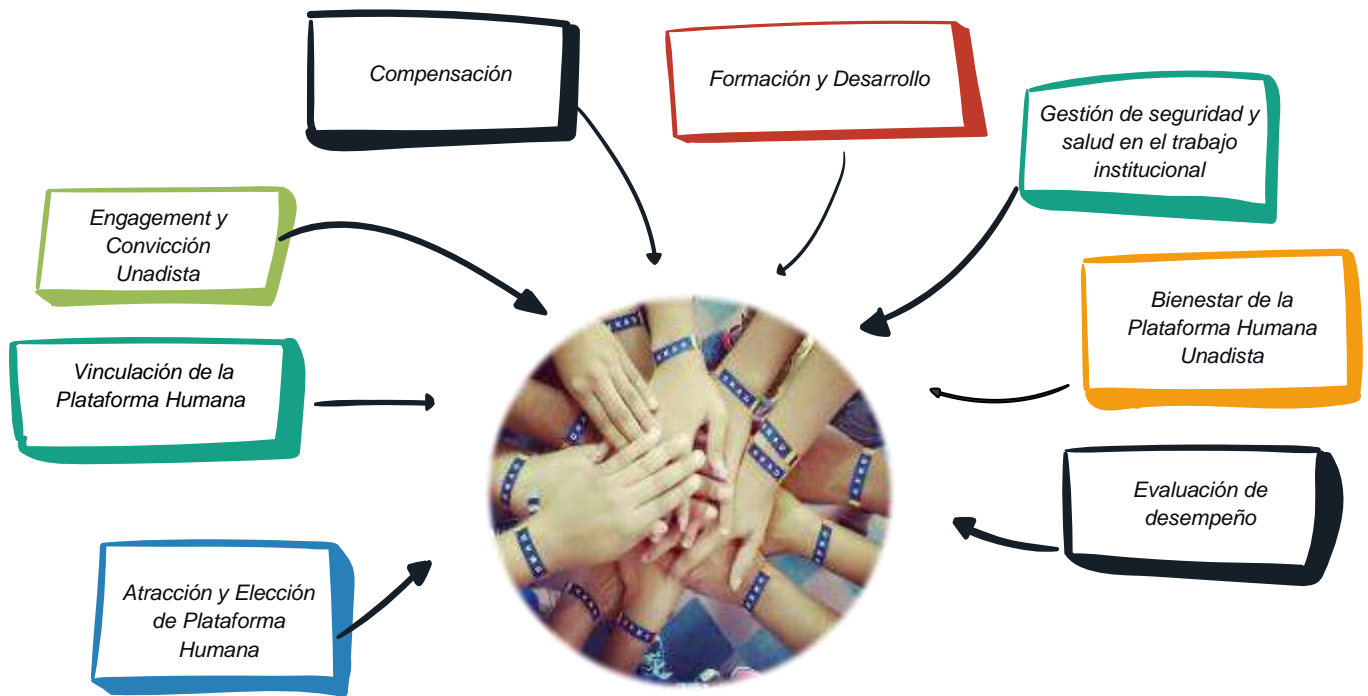 Compensación
Formación y Desarrollo
Gestión de seguridad y
salud en el trabajo
institucional
Engagement y
Convicción
Unadista
Bienestar de la
Plataforma Humana
Unadista
Vinculación de la
Plataforma Humana
Evaluación de
desempeño
Atracción y Elección
de Plataforma
Humana